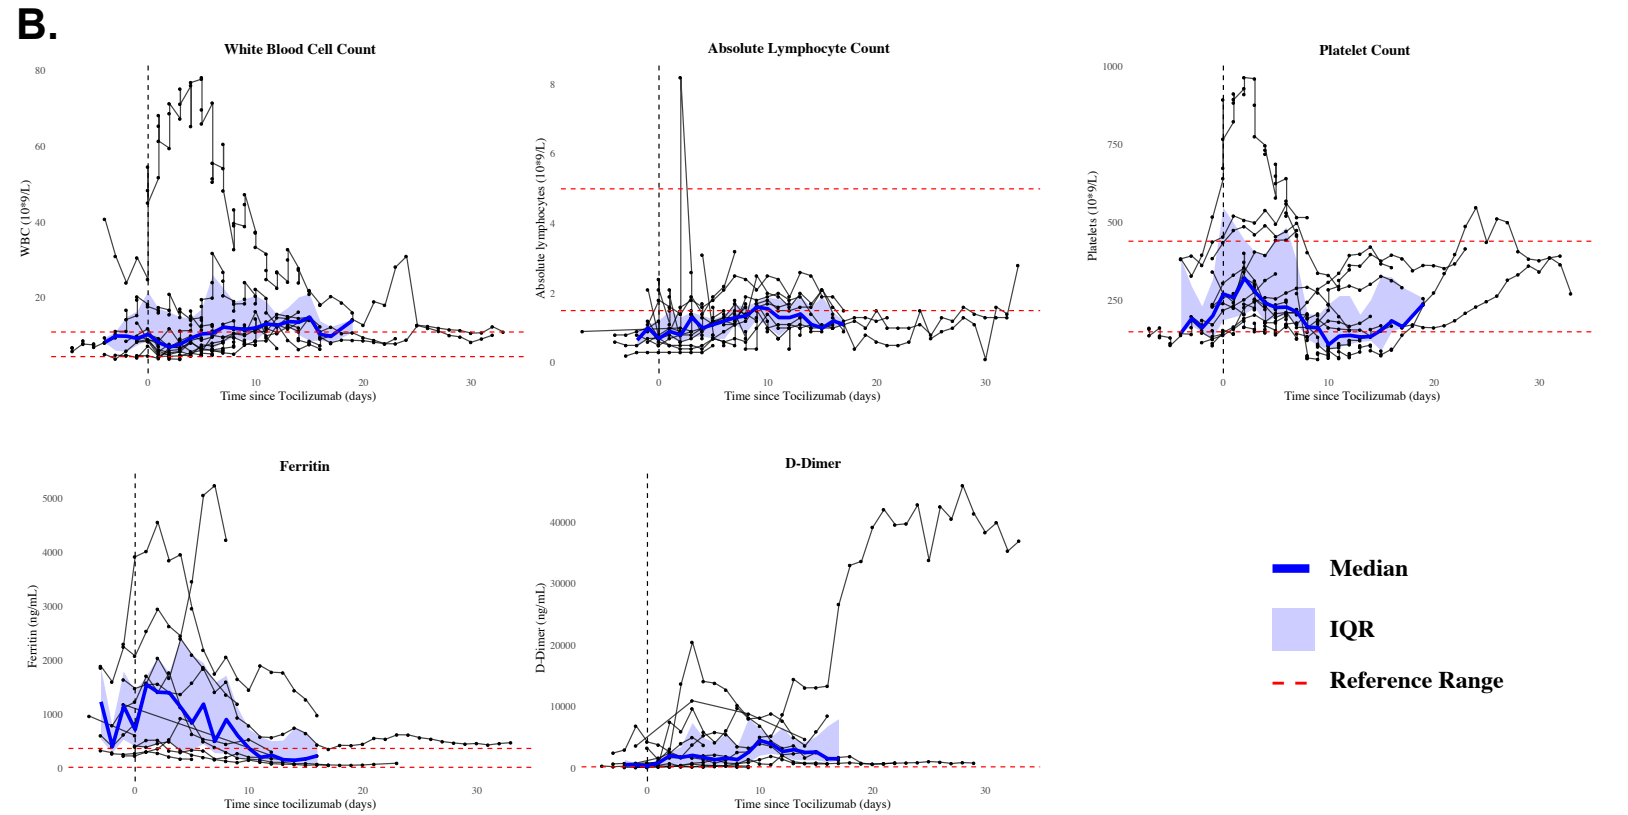 B.
White Blood Cell Count
WBC (10*9/L)
80
60
40
20
0
10
20
30
Time since Tocilizumab (days)
Absolute Lymphocyte Count
Absolute lymphocytes (10*9/L)
8
6
4
2
0
0
10
20
30
Time since Tocilizumab (days)
Platelet Count
Platelets (10*9/L)
1000
750
500
250
0
10
20
30
Time since Tocilizumab (days)
Ferritin
Ferritin (ng/mL)
5000
4000
3000
2000
1000
0
0
10
20
30
Time since tocilizumab (days)
D-Dimer
D-Dimer (ng/mL)
40000
30000
20000
10000
0
0
10
20
30
Time since Tocilizumab (days)
Median
IQR
Reference Range